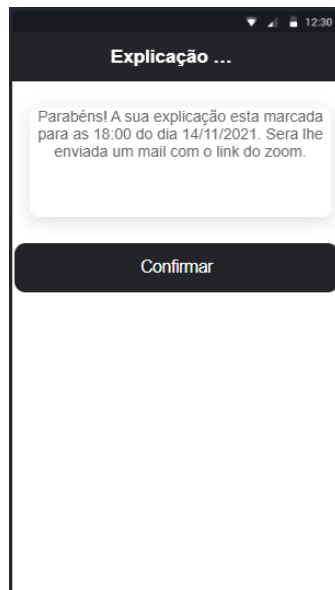 12:30
Explicação ...
Parabéns! A sua explicação esta marcada
para as 18:00 do dia 14/11/2021. Sera lhe
enviada um mail com o link do zoom.
Confirmar